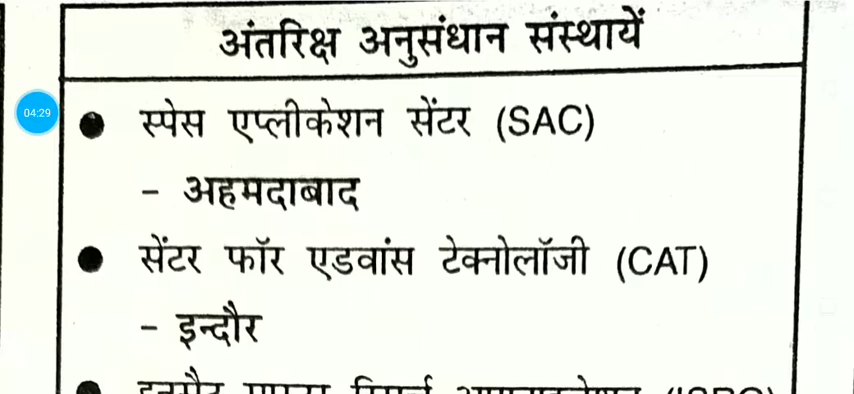 अंतरिक्ष अनुसंधान संस्थायें
04:29
● स्पेस एप्लीकेशन सेंटर (SAC)
– अहमदाबाद
● सेंटर फॉर एडवांस टेक्नोलॉजी (CAT)
– इन्दौर